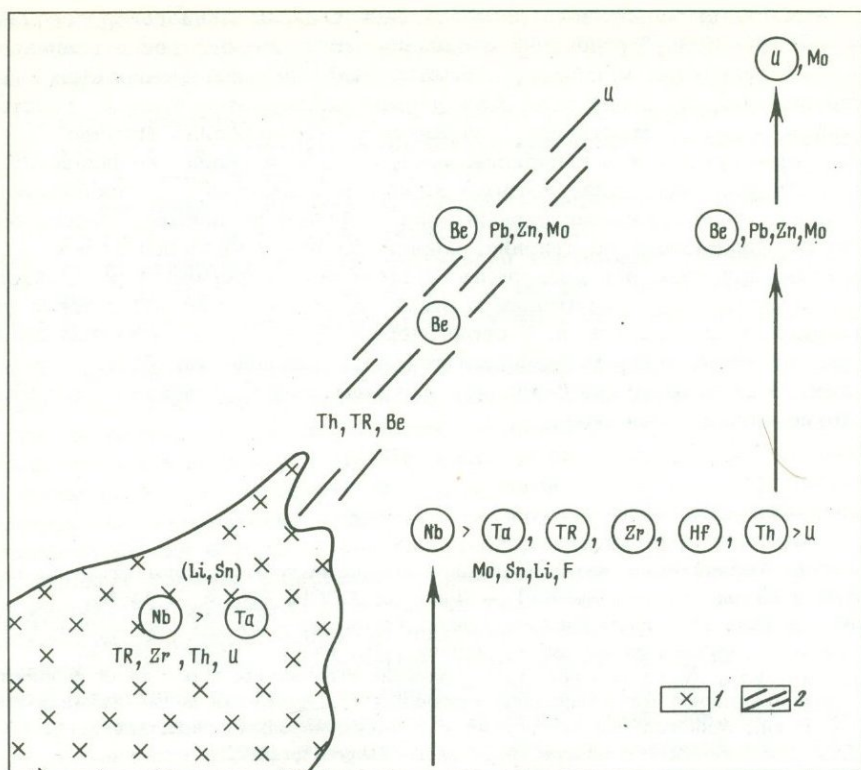 U, Mo
U
Be Pb, Zn, Mo
Be, Pb, Zn, Mo
Be
Th, TR, Be
Nb > Ta, TR, Zr, Hf, Th > U
Mo, Sn, Li, F
(Li, Sn)
Nb > Ta
TR, Zr, Th, U
1 2